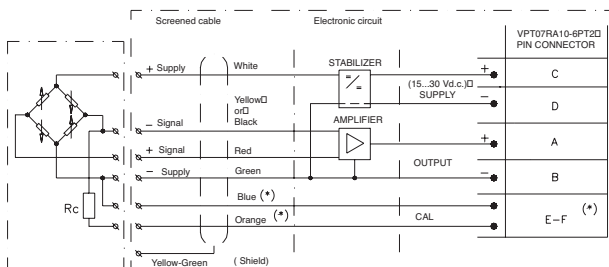 Screened cable
Electronic circuit
VPT07RA10-6PT2□
PIN CONNECTOR
+ Supply
White
STABILIZER
(15...30 Vd.c.)□
SUPPLY
+
C
−
D
Yellow□
or□
Black
− Signal
AMPLIFIER
+
A
+ Signal
Red
OUTPUT
− Supply
Green
−
B
Blue (*)
Rc
Orange (*)
CAL
E-F (*)
Yellow-Green
( Shield)